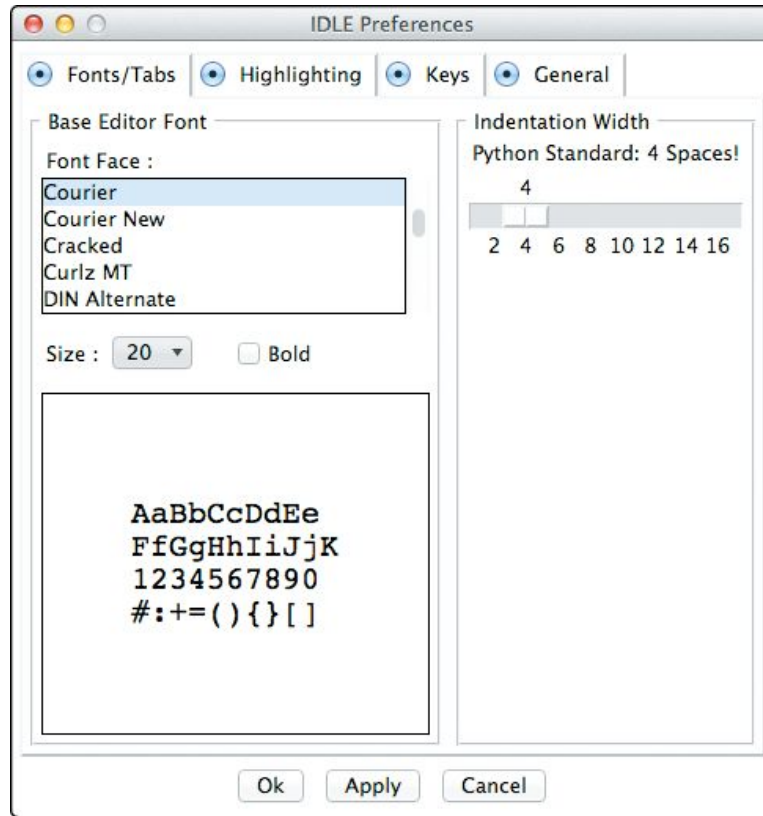 IDLE Preferences
Fonts/Tabs Highlighting Keys General
Base Editor Font
Font Face :
Courier
Courier New
Cracked
Curlz MT
DIN Alternate
Size : 20 Bold
AaBbCcDdEe
FfGgHhIiJjK
1234567890
#:+=(){}[]
Indentation Width
Python Standard: 4 Spaces!
4
2 4 6 8 10 12 14 16
Ok Apply Cancel